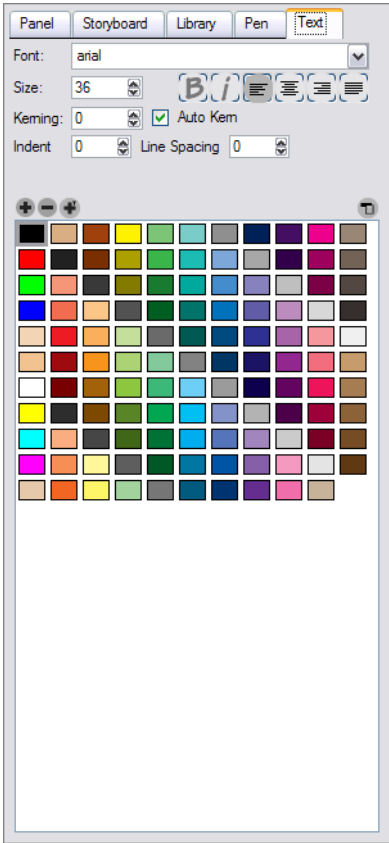 Panel Storyboard Library Pen Text
Font: arial
Size: 36 B i
Kerning: 0 Auto Kern
Indent 0 Line Spacing 0